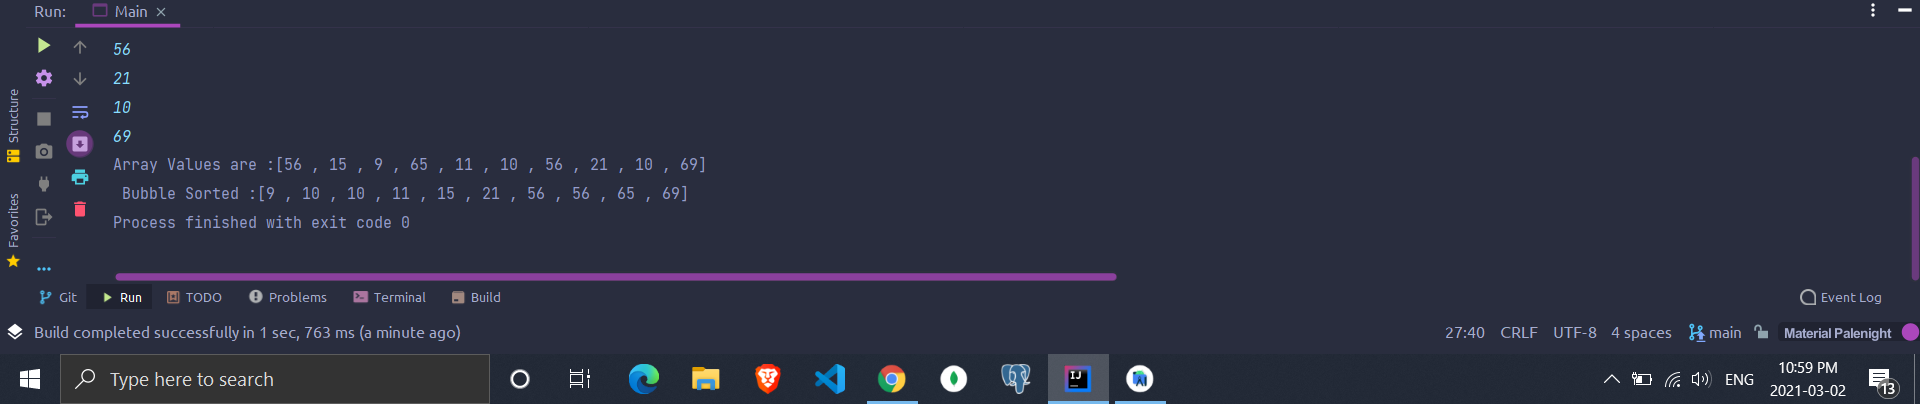 Run: Main ×
56
21
10
69
Array Values are :[56 , 15 , 9 , 65 , 11 , 10 , 56 , 21 , 10 , 69]
Bubble Sorted :[9 , 10 , 10 , 11 , 15 , 21 , 56 , 56 , 65 , 69]
Process finished with exit code 0
Structure
Favorites
Git Run TODO Problems Terminal Build Event Log
Build completed successfully in 1 sec, 763 ms (a minute ago) 27:40 CRLF UTF-8 4 spaces main Material Palenight
Type here to search IJ ENG 10:59 PM
2021-03-02 13